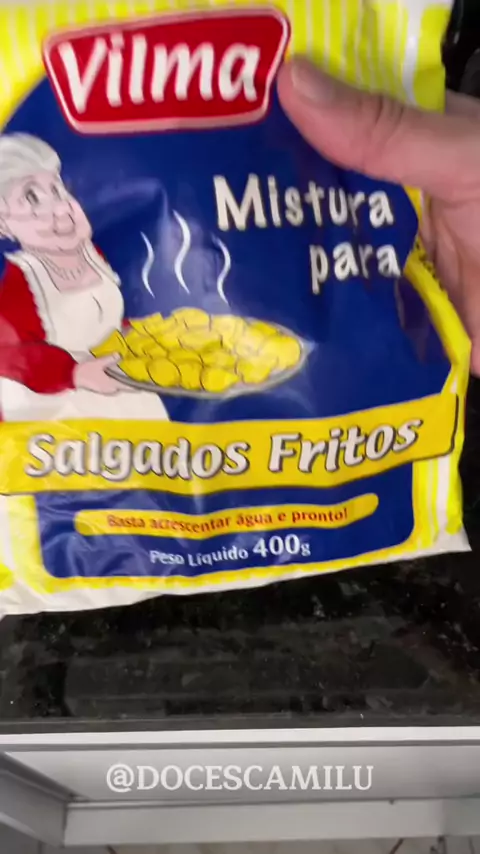 Vilma
Mistura
para
Salgados Fritos
Basta acrescentar água e pronto!
Peso Líquido 400g
@DOCESCAMILU